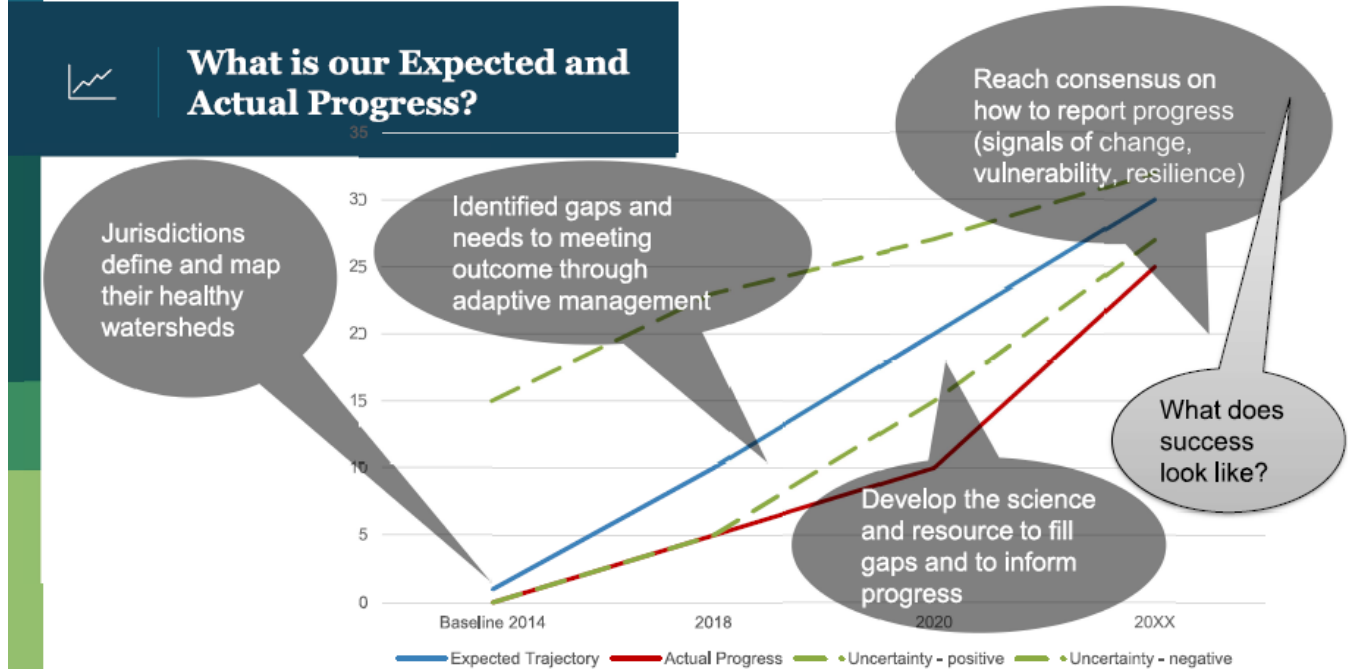 What is our Expected and
Actual Progress?
Reach consensus on
how to report progress
(signals of change,
vulnerability, resilience)
Identified gaps and
needs to meeting
outcome through
adaptive management
Jurisdictions
define and map
their healthy
watersheds
What does
success
look like?
Develop the science
and resource to fill
gaps and to inform
progress
35
30
25
20
15
10
5
0
Baseline 2014 2018 2020 20XX
Expected Trajectory Actual Progress Uncertainty - positive Uncertainty - negative